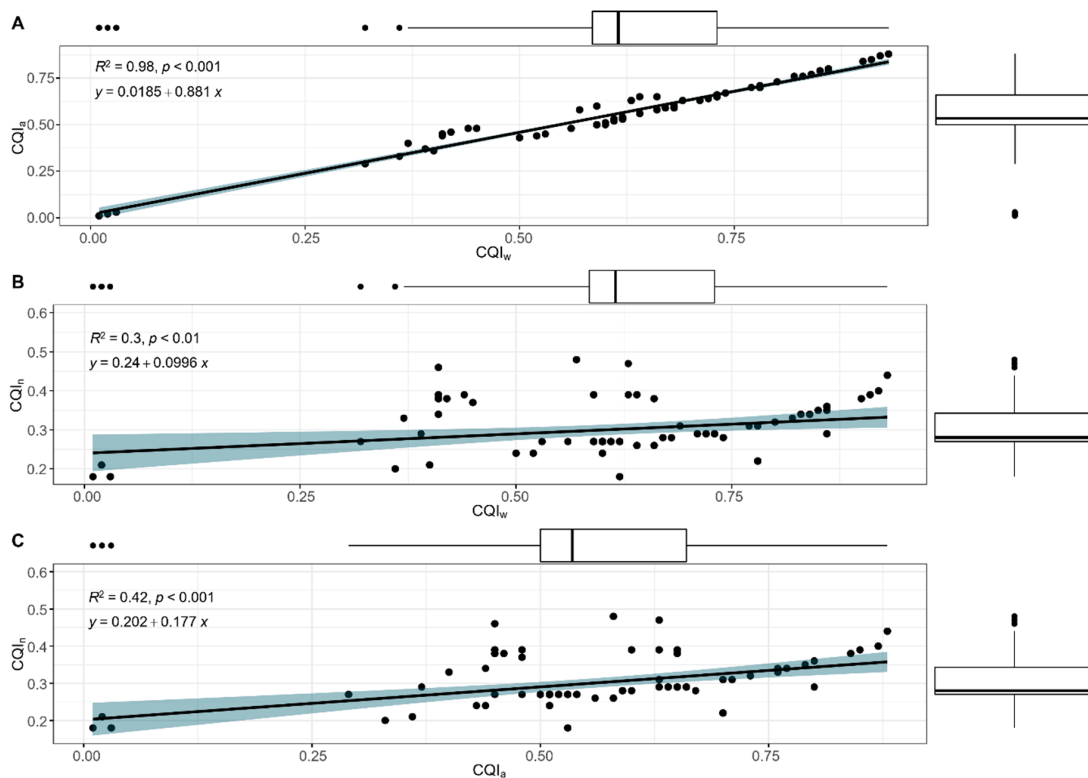 A
R² = 0.98, p < 0.001
y = 0.0185 + 0.881 x
0.75
0.50
0.25
0.00
CQIa
0.00
0.25
0.50
0.75
CQIw
B
R² = 0.3, p < 0.01
y = 0.24 + 0.0996 x
0.6
0.5
0.4
0.3
0.2
CQIn
0.00
0.25
0.50
0.75
CQIw
C
R² = 0.42, p < 0.001
y = 0.202 + 0.177 x
0.6
0.5
0.4
0.3
0.2
CQIn
0.00
0.25
0.50
0.75
CQIa